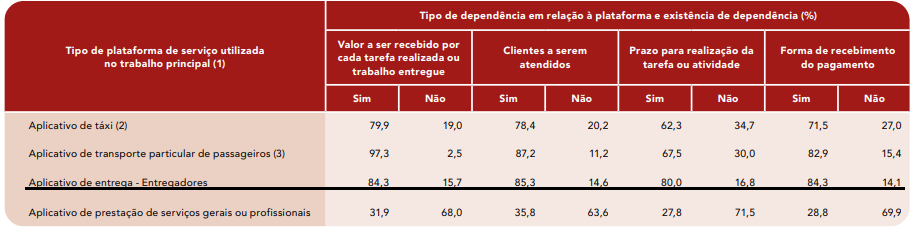 Tipo de dependência em relação à plataforma e existência de dependência (%)
Tipo de plataforma de serviço utilizada
no trabalho principal (1)
Valor a ser recebido por
cada tarefa realizada ou
trabalho entregue
Clientes a serem
atendidos
Prazo para realização da
tarefa ou atividade
Forma de recebimento
do pagamento
Sim Não Sim Não Sim Não Sim Não
Aplicativo de táxi (2) 79,9 19,0 78,4 20,2 62,3 34,7 71,5 27,0
Aplicativo de transporte particular de passageiros (3) 97,3 2,5 87,2 11,2 67,5 30,0 82,9 15,4
Aplicativo de entrega - Entregadores 84,3 15,7 85,3 14,6 80,0 16,8 84,3 14,1
Aplicativo de prestação de serviços gerais ou profissionais 31,9 68,0 35,8 63,6 27,8 71,5 28,8 69,9